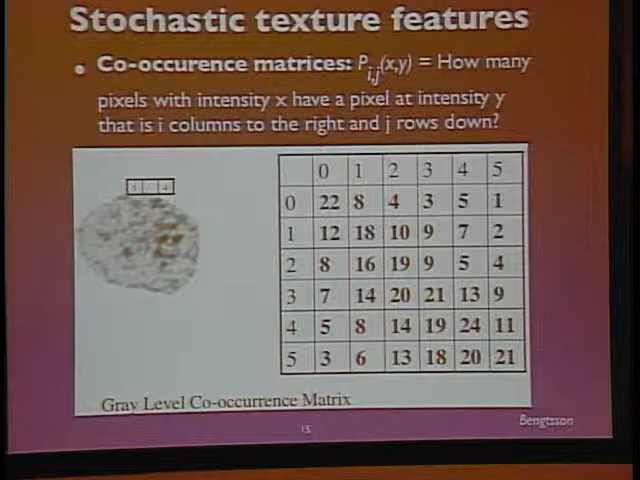 Stochastic texture features
• Co-occurence matrices: P i,j(x,y) = How many
pixels with intensity x have a pixel at intensity y
that is i columns to the right and j rows down?
0 1 2 3 4 5
0 22 8 4 3 5 1
1 12 18 10 9 7 2
2 8 16 19 9 5 4
3 7 14 20 21 13 9
4 5 8 14 19 24 11
5 3 6 13 18 20 21
Gray Level Co-occurrence Matrix
15
Bengtsson